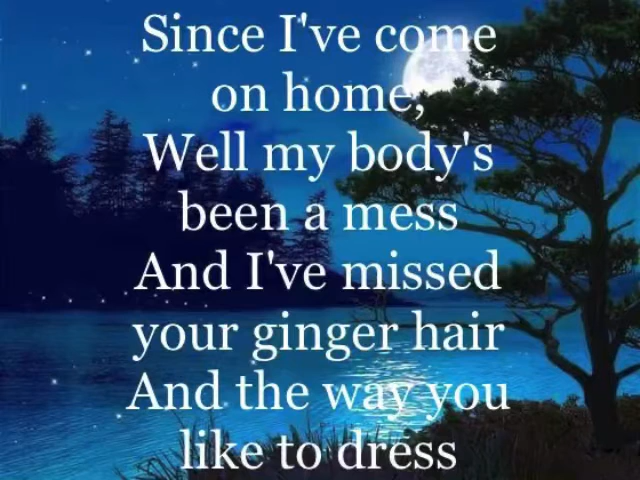 Since I've come
on home,
Well my body's
been a mess
And I've missed
your ginger hair
And the way you
like to dress